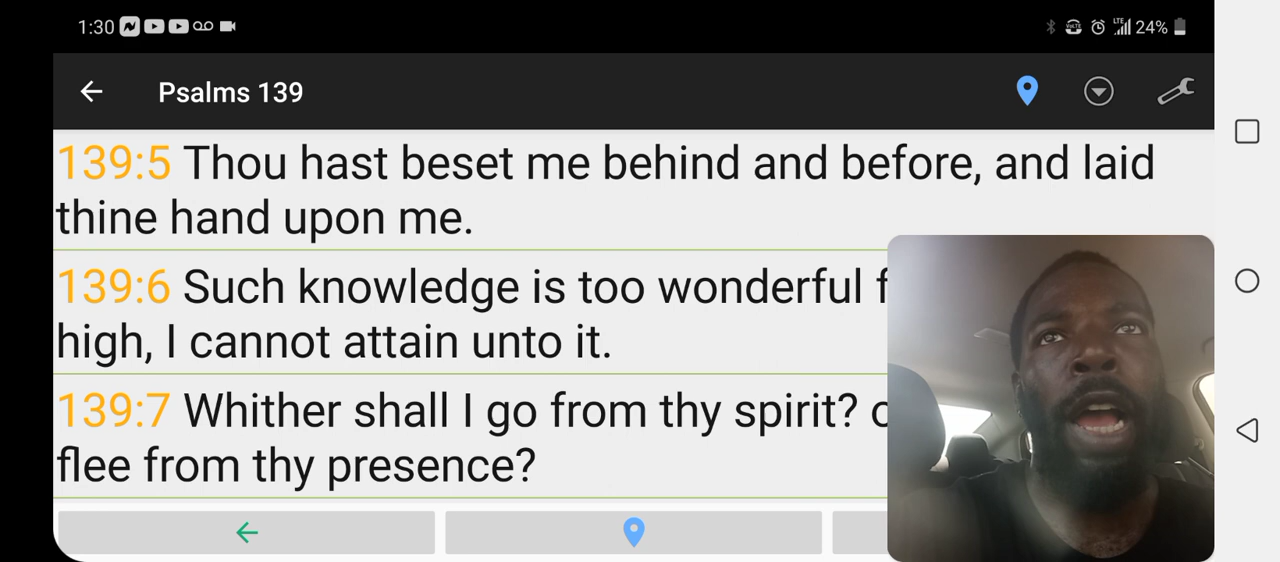 1:30 LTE 24%
Psalms 139
139:5 Thou hast beset me behind and before, and laid
thine hand upon me.
139:6 Such knowledge is too wonderful
high, I cannot attain unto it.
139:7 Whither shall I go from thy spirit?
flee from thy presence?